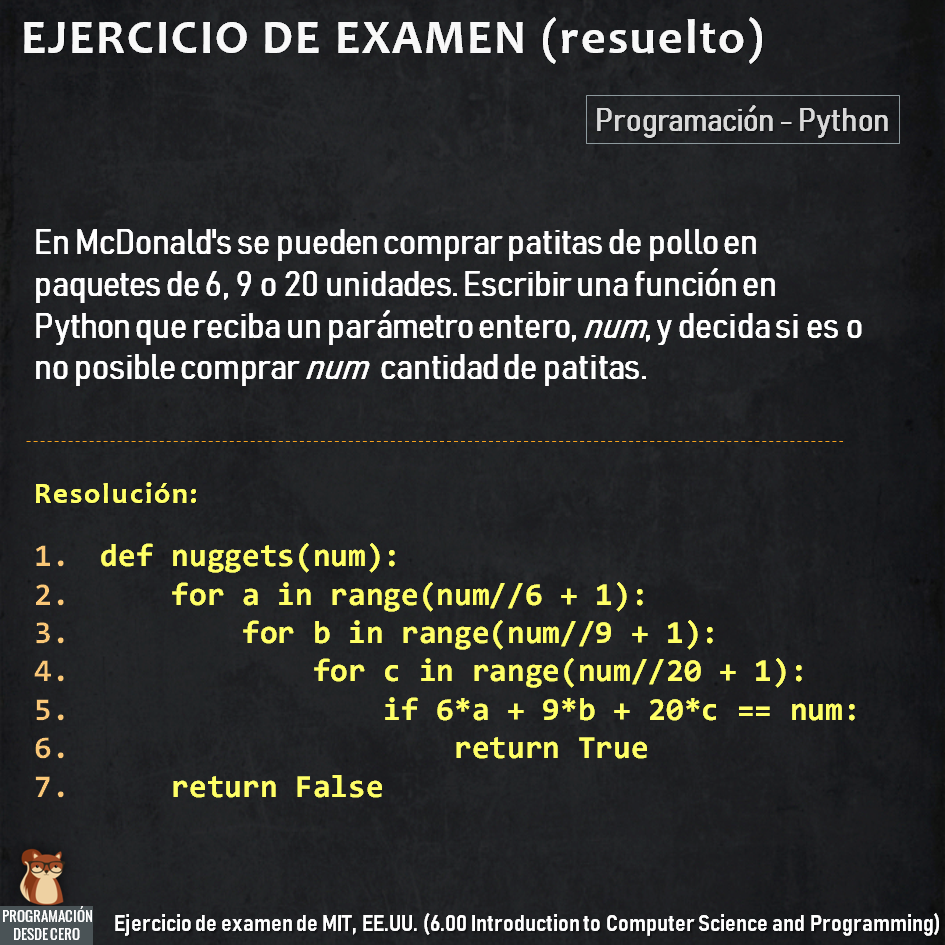 EJERCICIO DE EXAMEN (resuelto)
Programación - Python
En McDonald's se pueden comprar patitas de pollo en
paquetes de 6, 9 o 20 unidades. Escribir una función en
Python que reciba un parámetro entero, num, y decida si es o
no posible comprar num cantidad de patitas.
Resolución:
1. def nuggets(num):
2. for a in range(num//6 + 1):
3. for b in range(num//9 + 1):
4. for c in range(num//20 + 1):
5. if 6*a + 9*b + 20*c == num:
6. return True
7. return False
PROGRAMACIÓN
DESDE CERO
Ejercicio de examen de MIT, EE.UU. (6.00 Introduction to Computer Science and Programming)